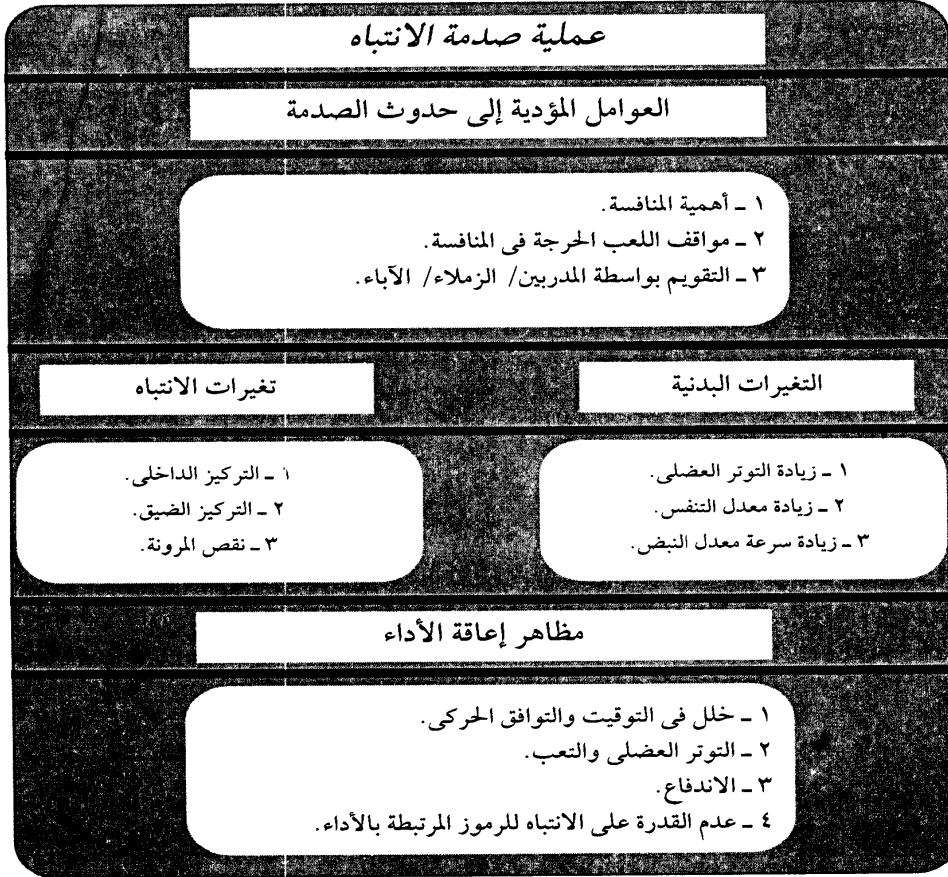 عملية صدمة الانتباه
العوامل المؤدية إلى حدوث الصدمة
١ ـ أهمية المنافسة.
٢ ـ مواقف اللعب الحرجة فى المنافسة.
٣ ـ التقويم بواسطة المدربين/ الزملاء/ الآباء.
التغيرات البدنية
١ ـ زيادة التوتر العضلى.
٢ ـ زيادة معدل التنفس.
٣ ـ زيادة سرعة معدل النبض.
تغيرات الانتباه
١ ـ التركيز الداخلى.
٢ ـ التركيز الضيق.
٣ ـ نقص المرونة.
مظاهر إعاقة الأداء
١ ـ خلل فى التوقيت والتوافق الحركى.
٢ ـ التوتر العضلى والتعب.
٣ ـ الاندفاع.
٤ ـ عدم القدرة على الانتباه للرموز المرتبطة بالأداء.